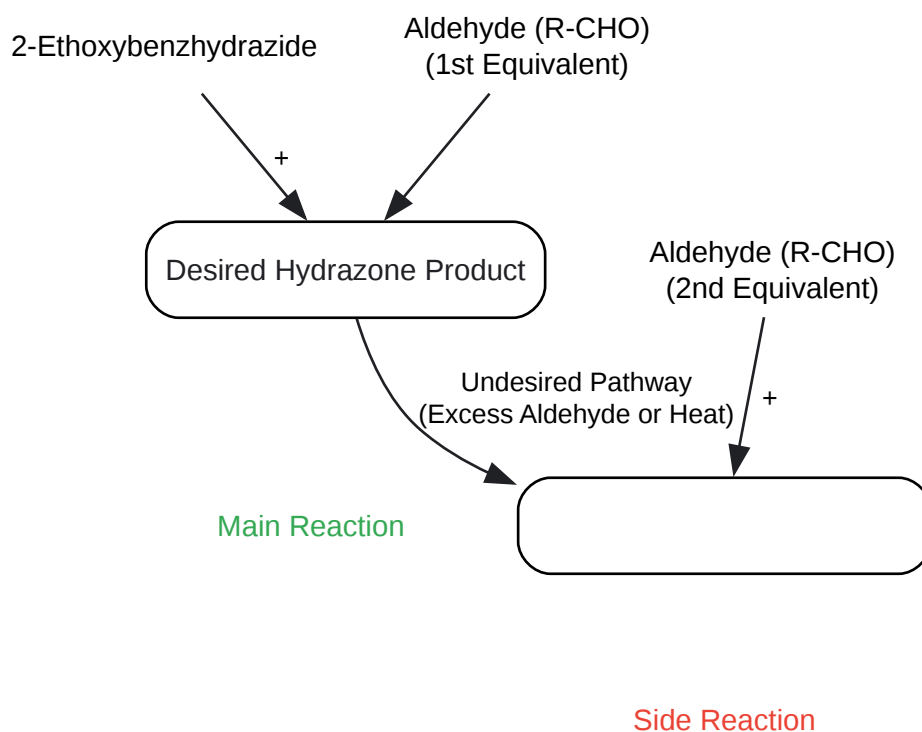 2-Ethoxybenzhydrazide
Aldehyde (R-CHO)
(1st Equivalent)
+
Desired Hydrazone Product
Aldehyde (R-CHO)
(2nd Equivalent)
Undesired Pathway
(Excess Aldehyde or Heat)
+
Main Reaction
Side Reaction